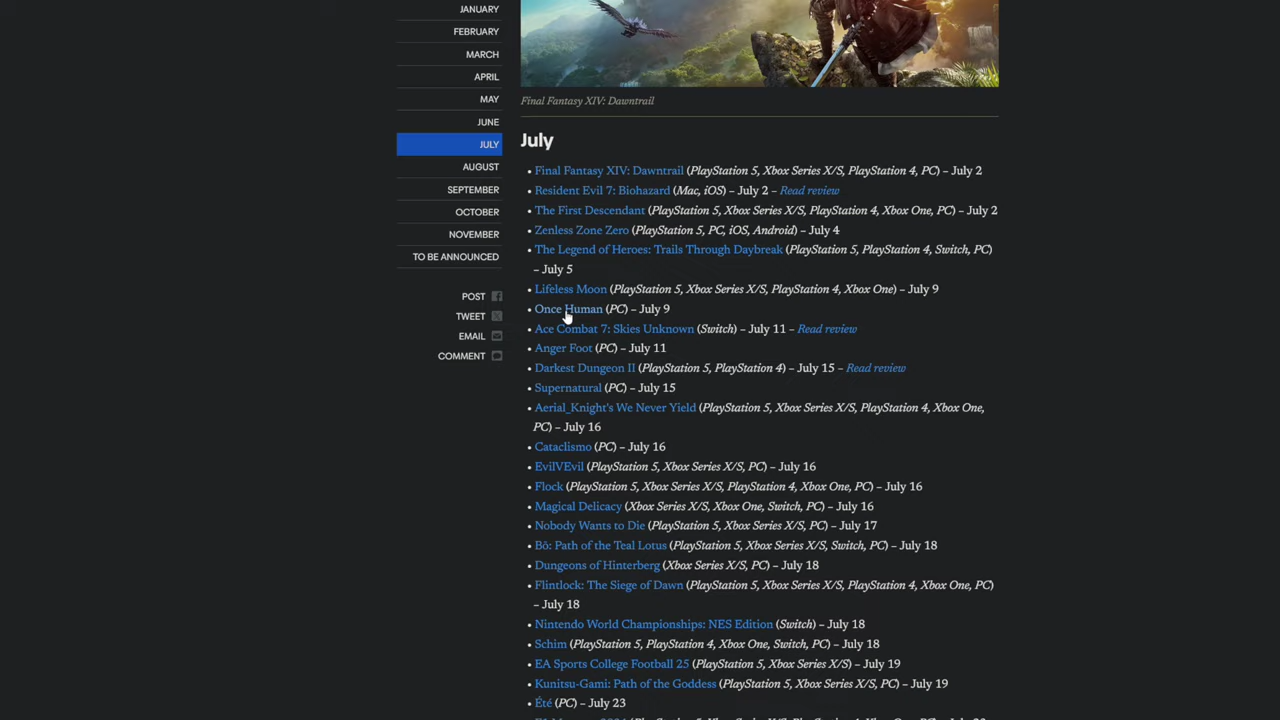 JANUARY
FEBRUARY
MARCH
APRIL
MAY
JUNE
JULY
AUGUST
SEPTEMBER
OCTOBER
NOVEMBER
TO BE ANNOUNCED
POST
TWEET
EMAIL
COMMENT
Final Fantasy XIV: Dawntrail
July
• Final Fantasy XIV: Dawntrail (PlayStation 5, Xbox Series X/S, PlayStation 4, PC) – July 2
• Resident Evil 7: Biohazard (Mac, iOS) – July 2 – Read review
• The First Descendant (PlayStation 5, Xbox Series X/S, PlayStation 4, Xbox One, PC) – July 2
• Zenless Zone Zero (PlayStation 5, PC, iOS, Android) – July 4
• The Legend of Heroes: Trails Through Daybreak (PlayStation 5, PlayStation 4, Switch, PC)
– July 5
• Lifeless Moon (PlayStation 5, Xbox Series X/S, PlayStation 4, Xbox One) – July 9
• Once Human (PC) – July 9
• Ace Combat 7: Skies Unknown (Switch) – July 11 – Read review
• Anger Foot (PC) – July 11
• Darkest Dungeon II (PlayStation 5, PlayStation 4) – July 15 – Read review
• Supernatural (PC) – July 15
• Aerial_Knight's We Never Yield (PlayStation 5, Xbox Series X/S, PlayStation 4, Xbox One,
PC) – July 16
• Cataclismo (PC) – July 16
• EvilVEvil (PlayStation 5, Xbox Series X/S, PC) – July 16
• Flock (PlayStation 5, Xbox Series X/S, PlayStation 4, Xbox One, PC) – July 16
• Magical Delicacy (Xbox Series X/S, Xbox One, Switch, PC) – July 16
• Nobody Wants to Die (PlayStation 5, Xbox Series X/S, PC) – July 17
• Bō: Path of the Teal Lotus (PlayStation 5, Xbox Series X/S, Switch, PC) – July 18
• Dungeons of Hinterberg (Xbox Series X/S, PC) – July 18
• Flintlock: The Siege of Dawn (PlayStation 5, Xbox Series X/S, PlayStation 4, Xbox One, PC)
– July 18
• Nintendo World Championships: NES Edition (Switch) – July 18
• Schim (PlayStation 5, PlayStation 4, Xbox One, Switch, PC) – July 18
• EA Sports College Football 25 (PlayStation 5, Xbox Series X/S) – July 19
• Kunitsu-Gami: Path of the Goddess (PlayStation 5, Xbox Series X/S, PC) – July 19
• Été (PC) – July 23